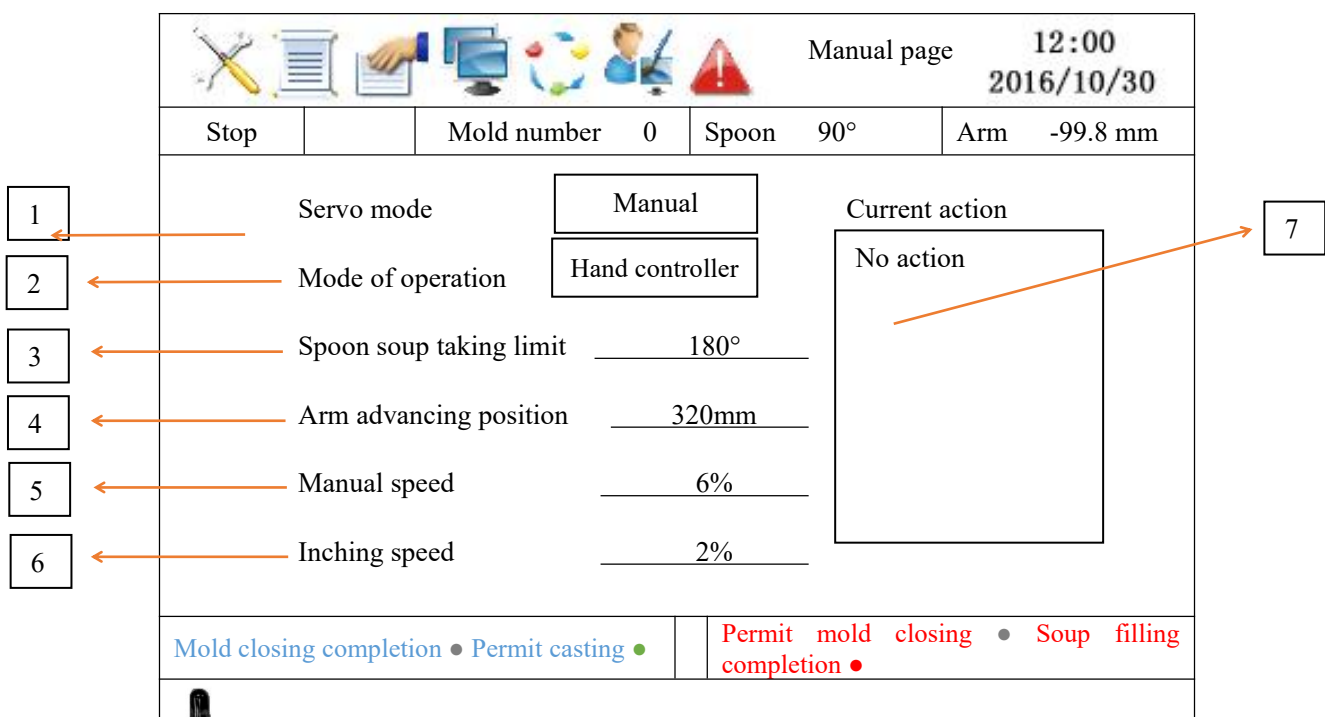 Manual page 12:00
2016/10/30
Stop Mold number 0 Spoon 90° Arm -99.8 mm
1 Servo mode Manual Current action
7
2 Mode of operation Hand controller No action
3 Spoon soup taking limit 180°
4 Arm advancing position 320mm
5 Manual speed 6%
6 Inching speed 2%
Mold closing completion ● Permit casting ●
Permit mold closing ● Soup filling
completion ●